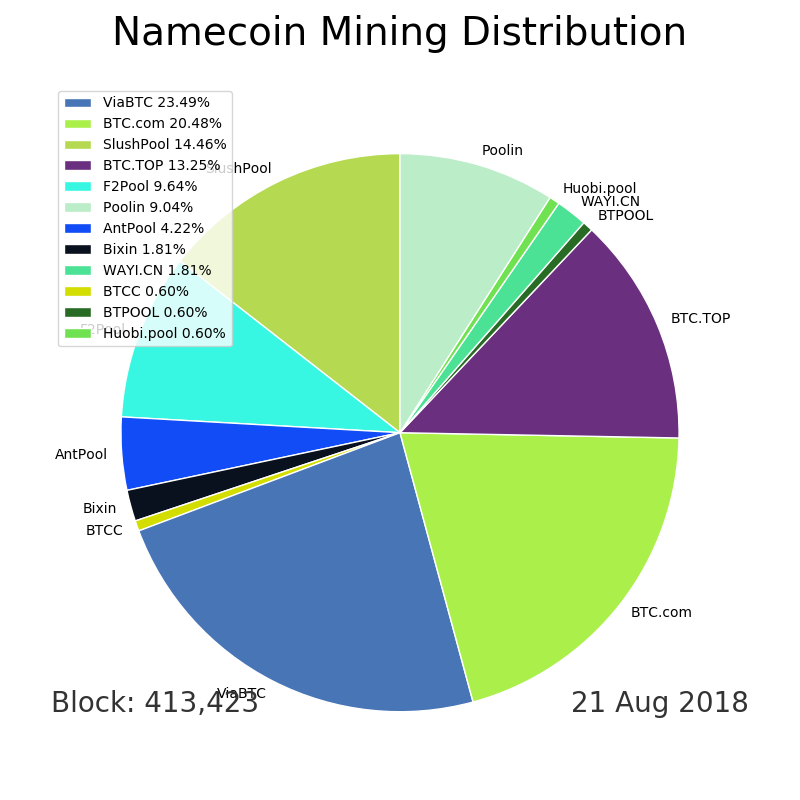 Namecoin Mining Distribution
ViaBTC 23.49%
BTC.com 20.48%
SlushPool 14.46%
BTC.TOP 13.25%
F2Pool 9.64%
Poolin 9.04%
AntPool 4.22%
Bixin 1.81%
WAYI.CN 1.81%
BTCC 0.60%
BTPOOL 0.60%
Huobi.pool 0.60%
Poolin
SlushPool
Huobi.pool
WAYI.CN
BTPOOL
BTC.TOP
F2Pool
AntPool
Bixin
BTCC
BTC.com
ViaBTC
Block: 413,423
21 Aug 2018